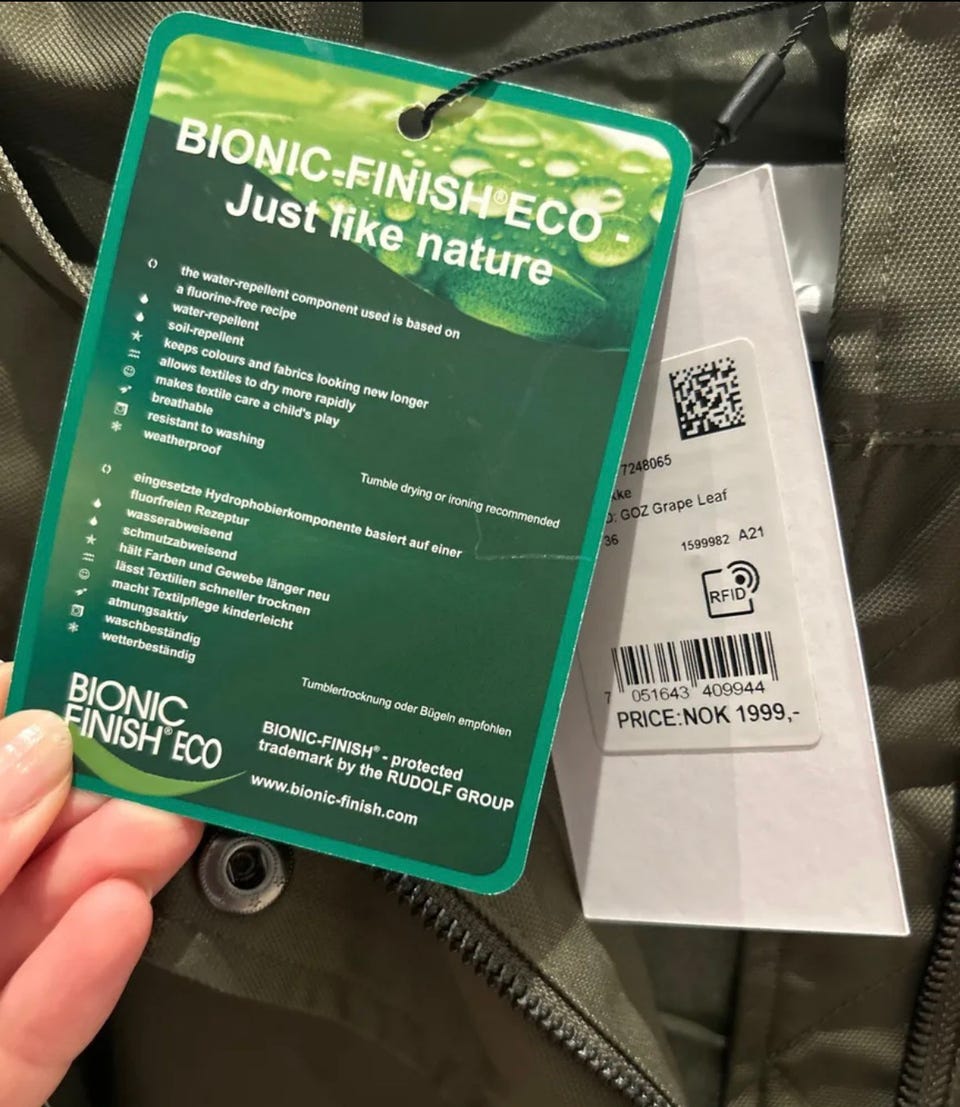 BIONIC-FINISH®ECO -
Just like nature
the water-repellent component used is based on
a fluorine-free recipe
water-repellent
soil-repellent
keeps colours and fabrics looking new longer
allows textiles to dry more rapidly
makes textile care a child's play
breathable
resistant to washing
weatherproof
Tumble drying or ironing recommended
eingesetzte Hydrophobierkomponente basiert auf einer
fluorfreien Rezeptur
wasserabweisend
schmutzabweisend
hält Farben und Gewebe länger neu
lässt Textilien schneller trocknen
macht Textilpflege kinderleicht
atmungsaktiv
waschbeständig
wetterbeständig
Tumblertrocknung oder Bügeln empfohlen
BIONIC
FINISH®ECO
BIONIC-FINISH® - protected
trademark by the RUDOLF GROUP
www.bionic-finish.com
7248065
GOZ Grape Leaf
36
1599982 A21
RFID
7 051643 409944
PRICE:NOK 1999,-